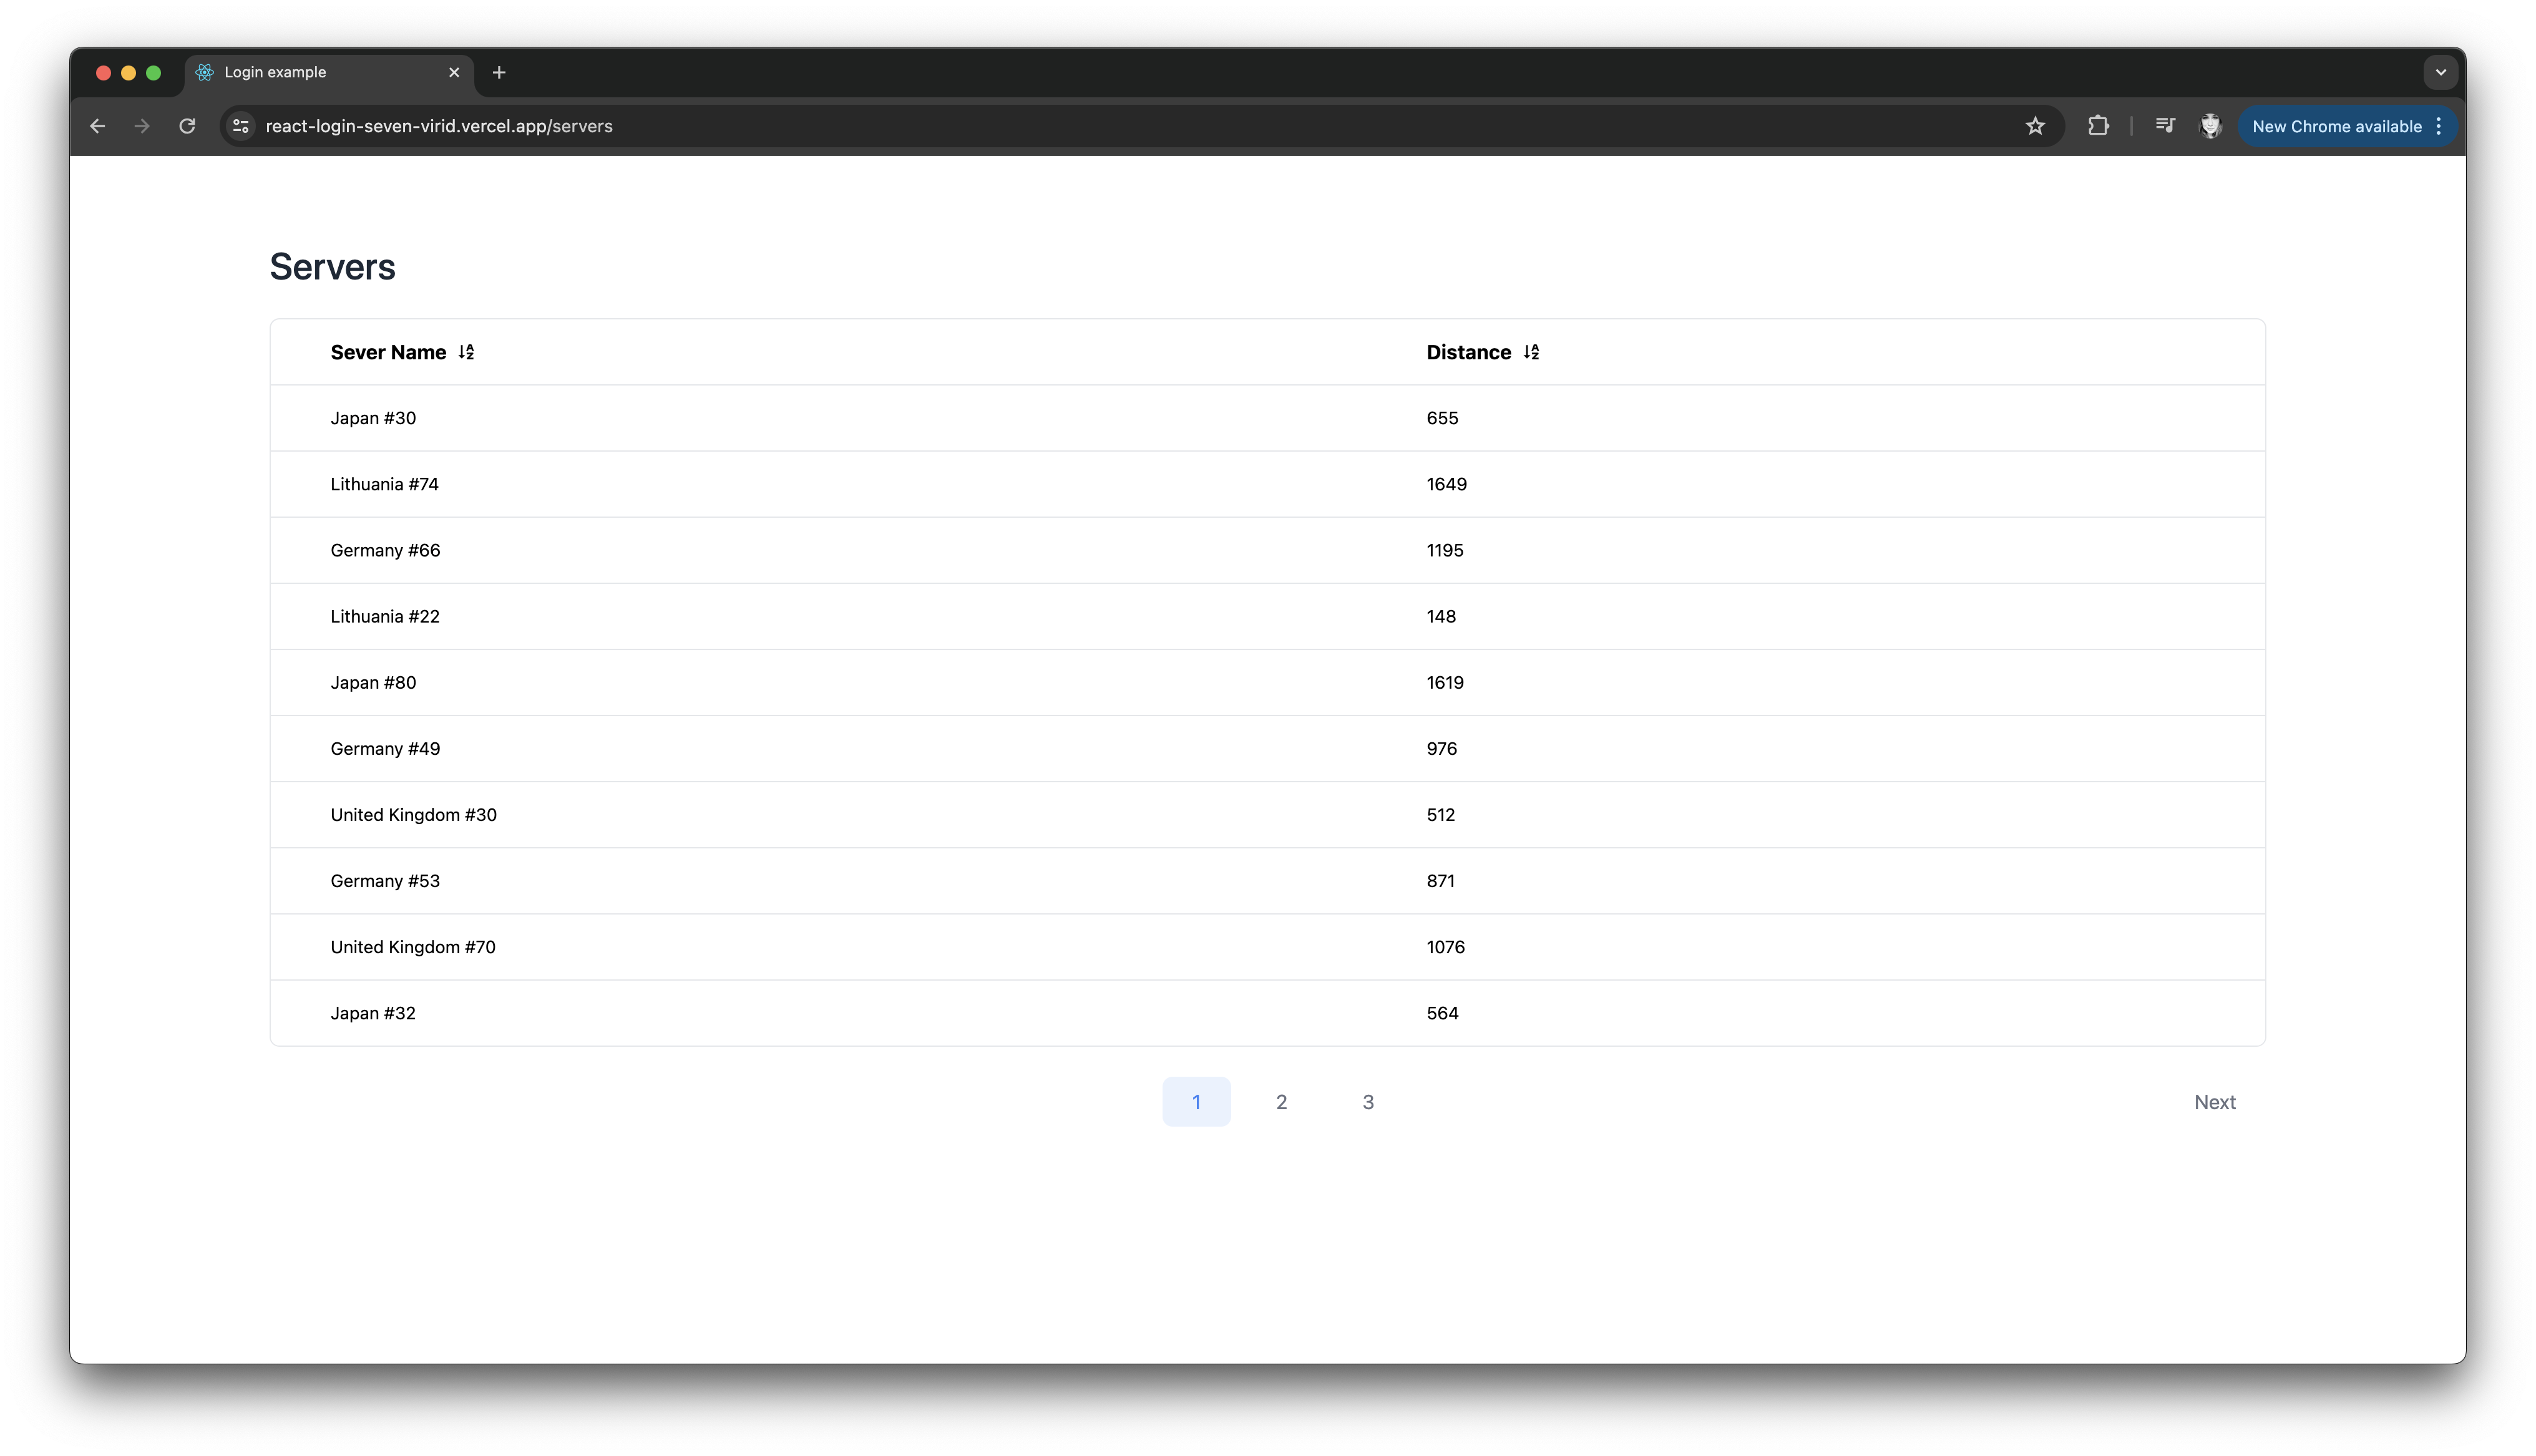 Login example
react-login-seven-virid.vercel.app/servers
New Chrome available
Servers
Sever Name Distance
Japan #30 655
Lithuania #74 1649
Germany #66 1195
Lithuania #22 148
Japan #80 1619
Germany #49 976
United Kingdom #30 512
Germany #53 871
United Kingdom #70 1076
Japan #32 564
1 2 3 Next